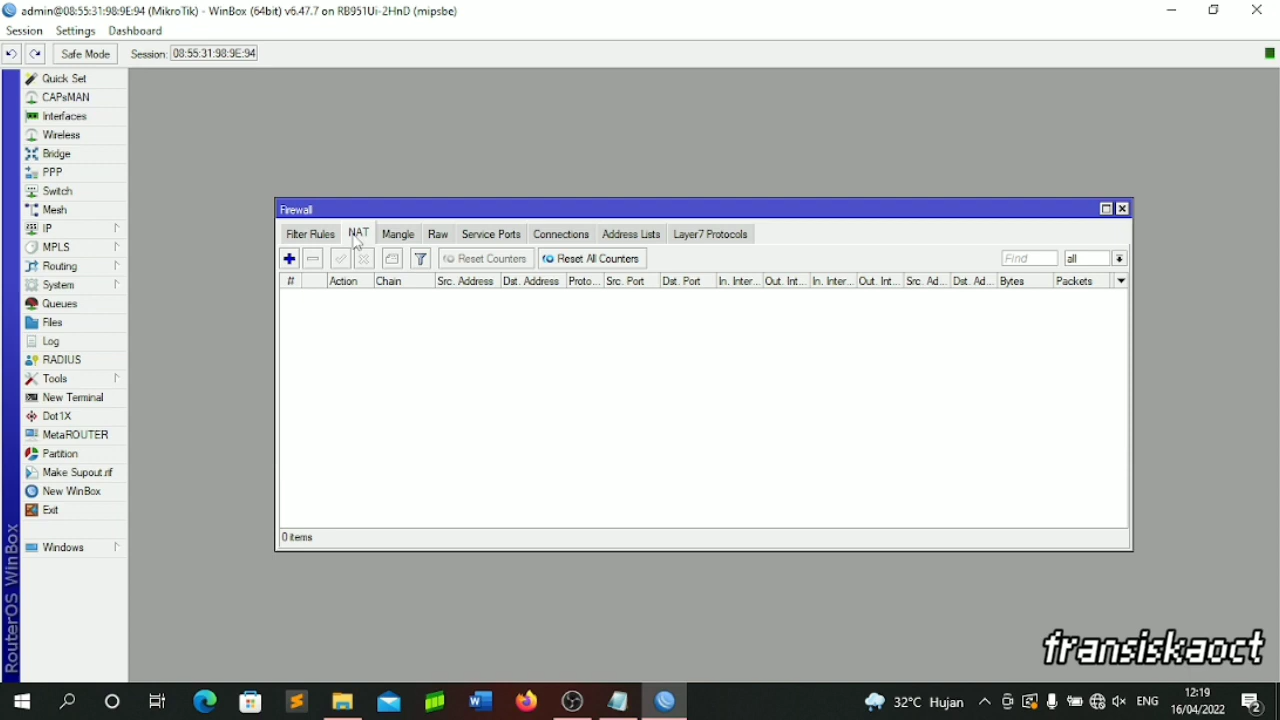 admin@08:55:31:98:9E:94 (MikroTik) - WinBox (64bit) v6.47.7 on RB951Ui-2HnD (mipsbe)
Session Settings Dashboard
Safe Mode Session: 08:55:31:98:9E:94
Quick Set
CAPsMAN
Interfaces
Wireless
Bridge
PPP
Switch
Mesh
IP
MPLS
Routing
System
Queues
Files
Log
RADIUS
Tools
New Terminal
Dot1X
MetaROUTER
Partition
Make Supout.rif
New WinBox
Exit
Windows
RouterOS WinBox
Firewall
Filter Rules NAT Mangle Raw Service Ports Connections Address Lists Layer7 Protocols
Reset Counters Reset All Counters Find all
# Action Chain Src. Address Dst. Address Proto... Src. Port Dst. Port In. Inter... Out. Int... In. Inter... Out. Int... Src. Ad... Dst. Ad... Bytes Packets
0 items
transiskaoct
32°C Hujan ENG 12:19
16/04/2022
2